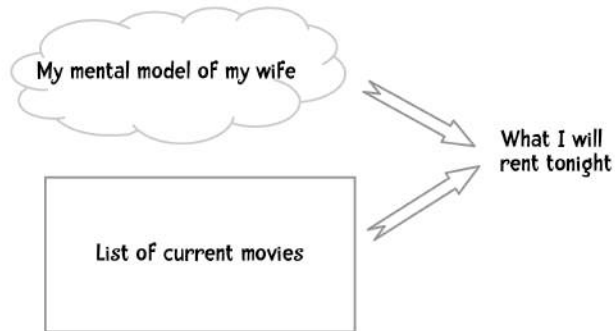 My mental model of my wife
What I will
rent tonight
List of current movies